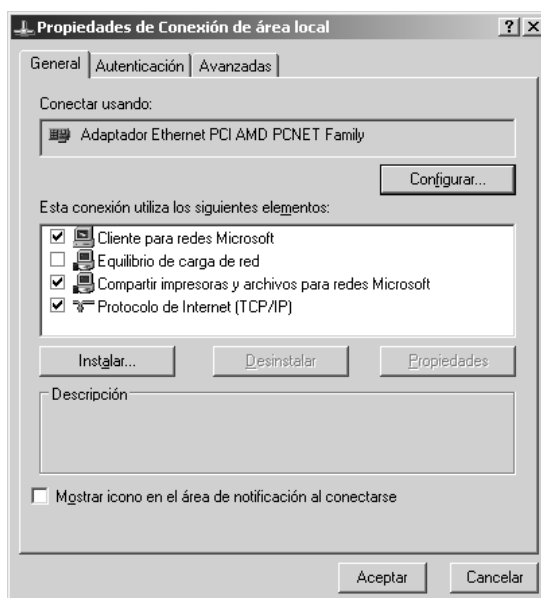 Propiedades de Conexión de área local
General Autenticación Avanzadas
Conectar usando:
Adaptador Ethernet PCI AMD PCNET Family
Configurar...
Esta conexión utiliza los siguientes elementos:
Cliente para redes Microsoft
Equilibrio de carga de red
Compartir impresoras y archivos para redes Microsoft
Protocolo de Internet (TCP/IP)
Instalar... Desinstalar Propiedades
Descripción
Mostrar icono en el área de notificación al conectarse
Aceptar Cancelar